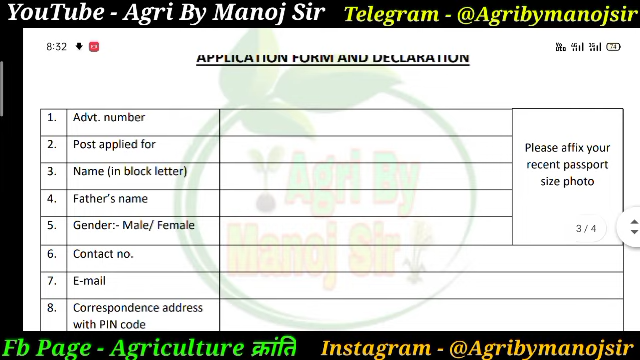 YouTube - Agri By Manoj Sir
Telegram - @Agribymanojsir
8:32
74
APPLICATION FORM AND DECLARATION
1. Advt. number
2. Post applied for
3. Name (in block letter)
4. Father's name
5. Gender:- Male/ Female
Please affix your
recent passport
size photo
3 / 4
6. Contact no.
7. E-mail
8. Correspondence address
with PIN code
Agri By
Manoj Sir
Fb Page - Agriculture क्रांति
Instagram - @Agribymanojsir